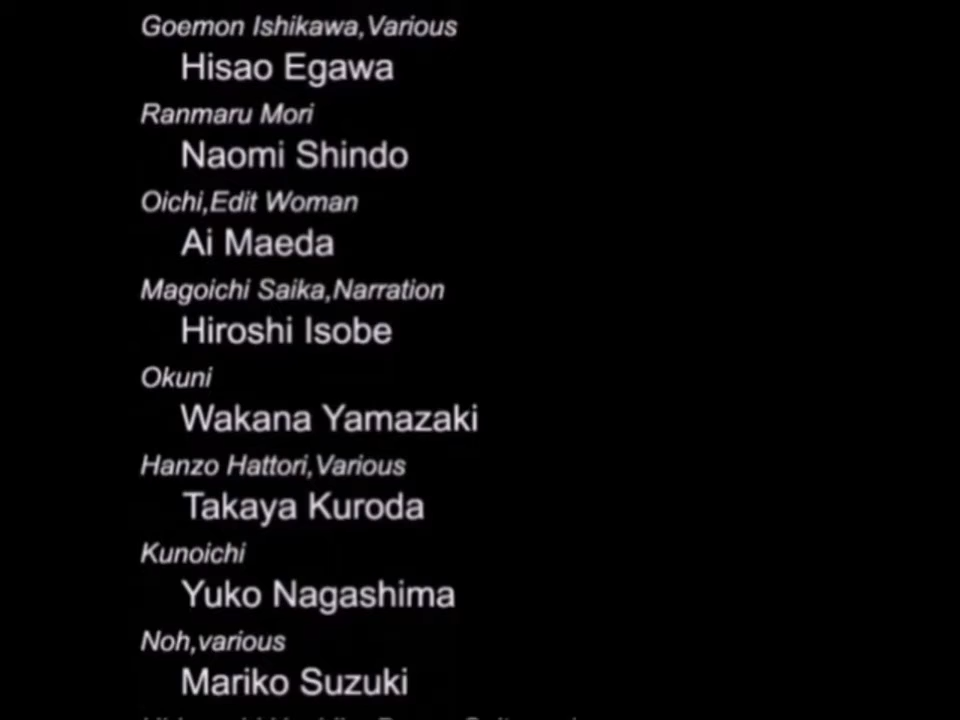 Goemon Ishikawa,Various
Hisao Egawa
Ranmaru Mori
Naomi Shindo
Oichi,Edit Woman
Ai Maeda
Magoichi Saika,Narration
Hiroshi Isobe
Okuni
Wakana Yamazaki
Hanzo Hattori,Various
Takaya Kuroda
Kunoichi
Yuko Nagashima
Noh,various
Mariko Suzuki